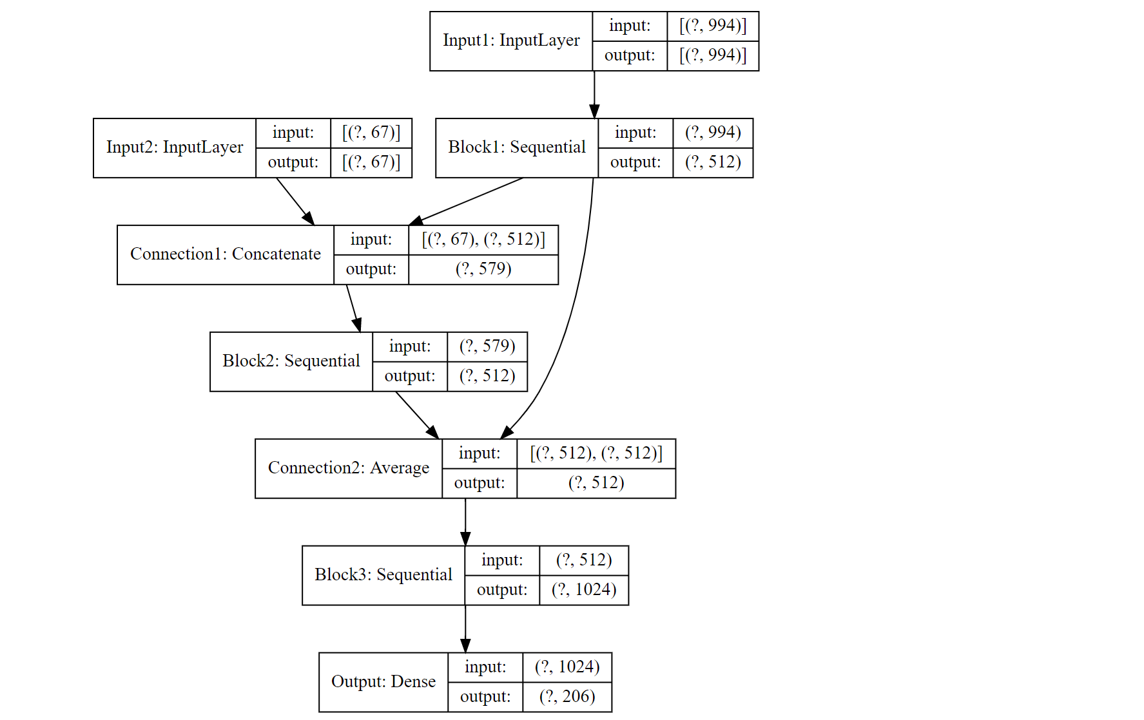 Input1: InputLayer
input:
[(?, 994)]
output:
[(?, 994)]
Input2: InputLayer
input:
[(?, 67)]
output:
[(?, 67)]
Block1: Sequential
input:
(?, 994)
output:
(?, 512)
Connection1: Concatenate
input:
[(?, 67), (?, 512)]
output:
(?, 579)
Block2: Sequential
input:
(?, 579)
output:
(?, 512)
Connection2: Average
input:
[(?, 512), (?, 512)]
output:
(?, 512)
Block3: Sequential
input:
(?, 512)
output:
(?, 1024)
Output: Dense
input:
(?, 1024)
output:
(?, 206)